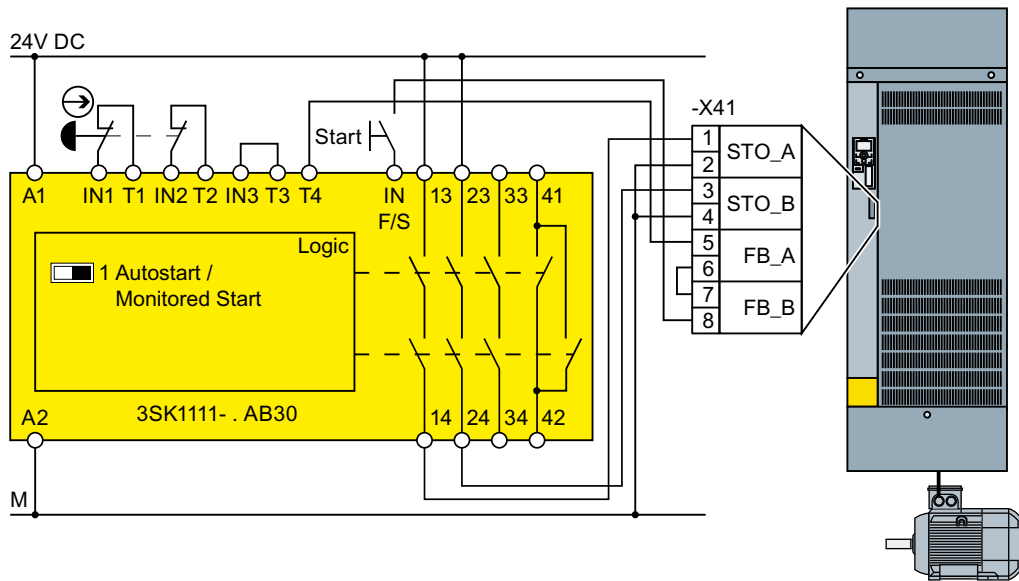 24V DC
-X41
Start
1
STO_A
2
3
STO_B
4
5
FB_A
6
7
FB_B
8
A1 IN1 T1 IN2 T2 IN3 T3 T4 IN F/S 13 23 33 41
Logic
1 Autostart /
Monitored Start
A2 3SK1111- . AB30 14 24 34 42
M